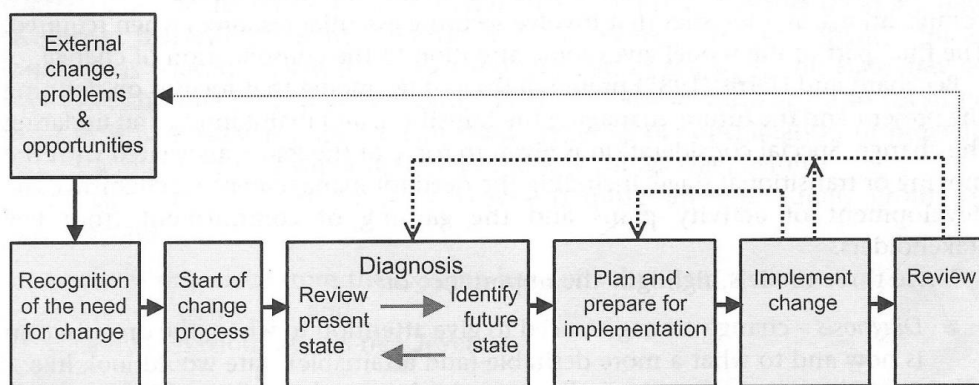 External
change,
problems
&
opportunities
Recognition
of the need
for change
Start of
change
process
Diagnosis
Review
present
state
Identify
future
state
Plan and
prepare for
implementation
Implement
change
Review